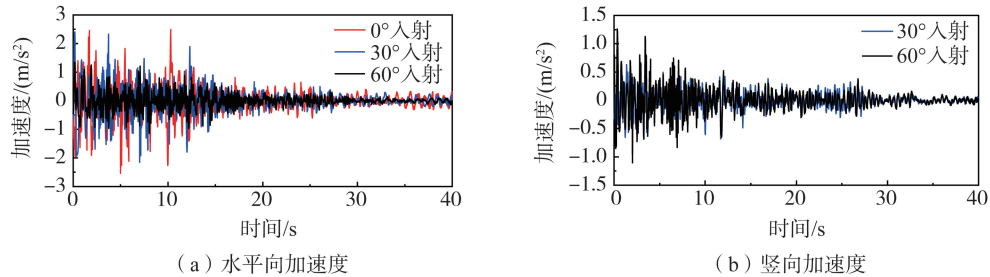 3
2
1
0
−1
−2
−3
加速度/(m/s²)
0°入射
30°入射
60°入射
0 5 10 20 30 40
时间/s
（a）水平向加速度
1.5
1.0
0.5
0
−0.5
−1.0
−1.5
加速度/(m/s²)
30°入射
60°入射
0 5 10 20 30 40
时间/s
（b）竖向加速度